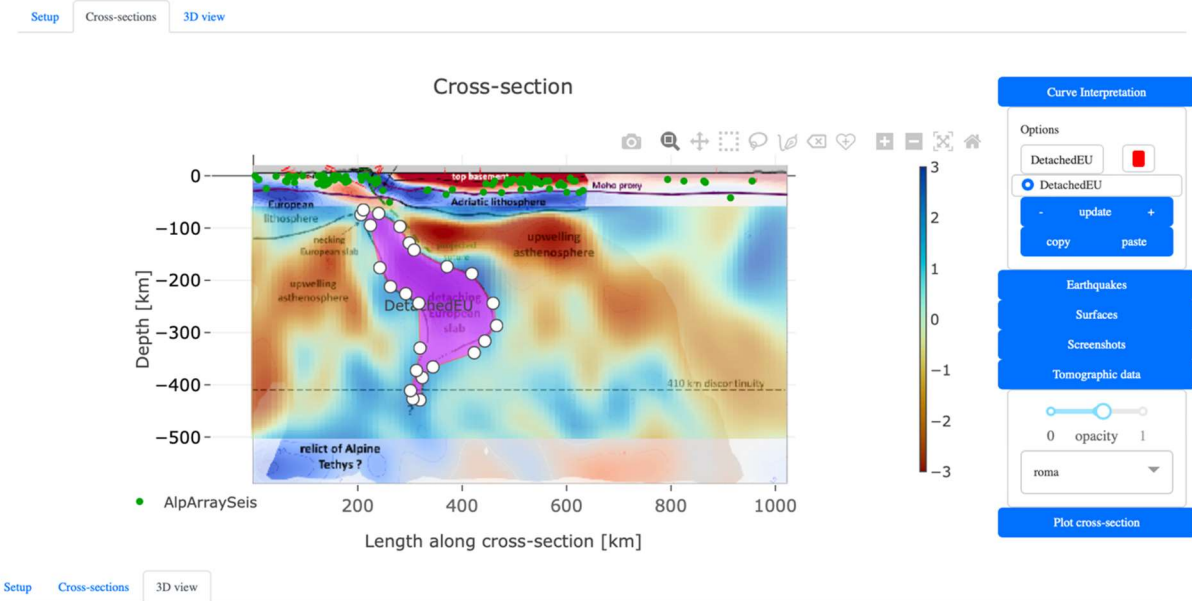 Setup Cross-sections 3D view
Cross-section
Curve Interpretation
Options
DetachedEU
DetachedEU
- update +
copy paste
Earthquakes
Surfaces
Screenshots
Tomographic data
0 opacity 1
roma
Plot cross-section
3
2
1
0
−1
−2
−3
Depth [km]
0
−100
−200
−300
−400
−500
top basement
Moho proxy
European
lithosphere
Adriatic lithosphere
necking
European slab
upwelling
asthenosphere
upwelling
asthenosphere
detaching
European
slab
DetachedEU
410 km discontinuity
?
relict of Alpine
Tethys ?
AlpArraySeis
200 400 600 800 1000
Length along cross-section [km]
Setup Cross-sections 3D view